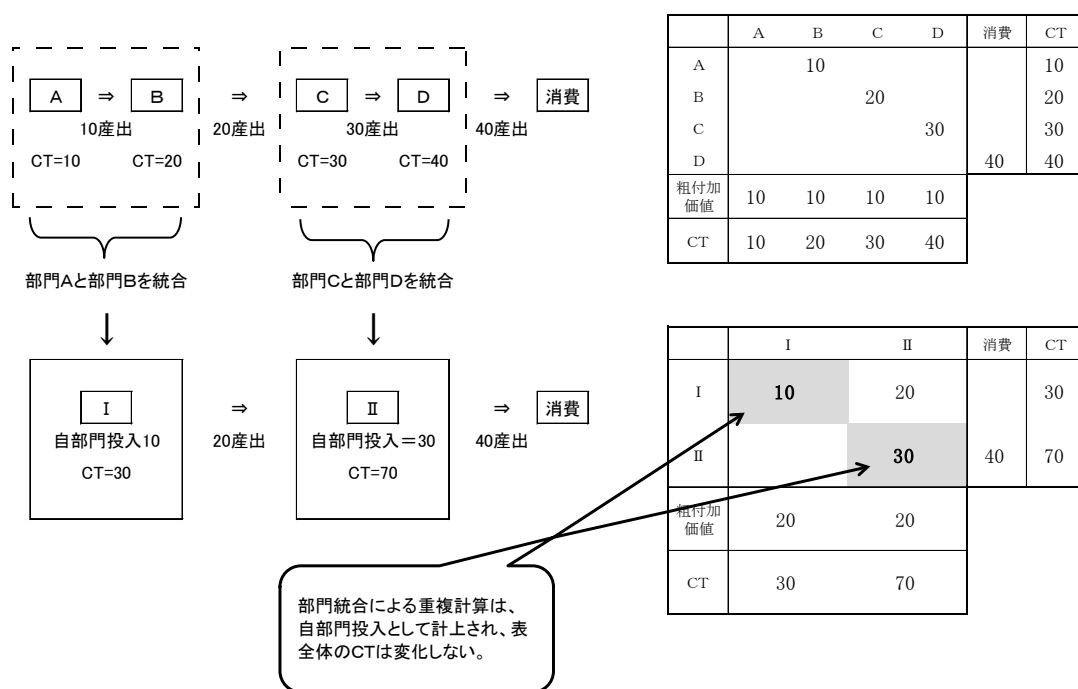 A ⇒ B ⇒ C ⇒ D ⇒ 消費
10産出 20産出 30産出 40産出
CT=10 CT=20 CT=30 CT=40
部門Aと部門Bを統合 部門Cと部門Dを統合
↓ ↓
Ⅰ ⇒ Ⅱ ⇒ 消費
自部門投入10 20産出 自部門投入=30 40産出
CT=30 CT=70
A B C D 消費 CT
A 10 10
B 20 20
C 30 30
D 40 40
粗付加
価値 10 10 10 10
CT 10 20 30 40
Ⅰ Ⅱ 消費 CT
Ⅰ 10 20 30
Ⅱ 30 40 70
粗付加
価値 20 20
CT 30 70
部門統合による重複計算は、
自部門投入として計上され、表
全体のCTは変化しない。